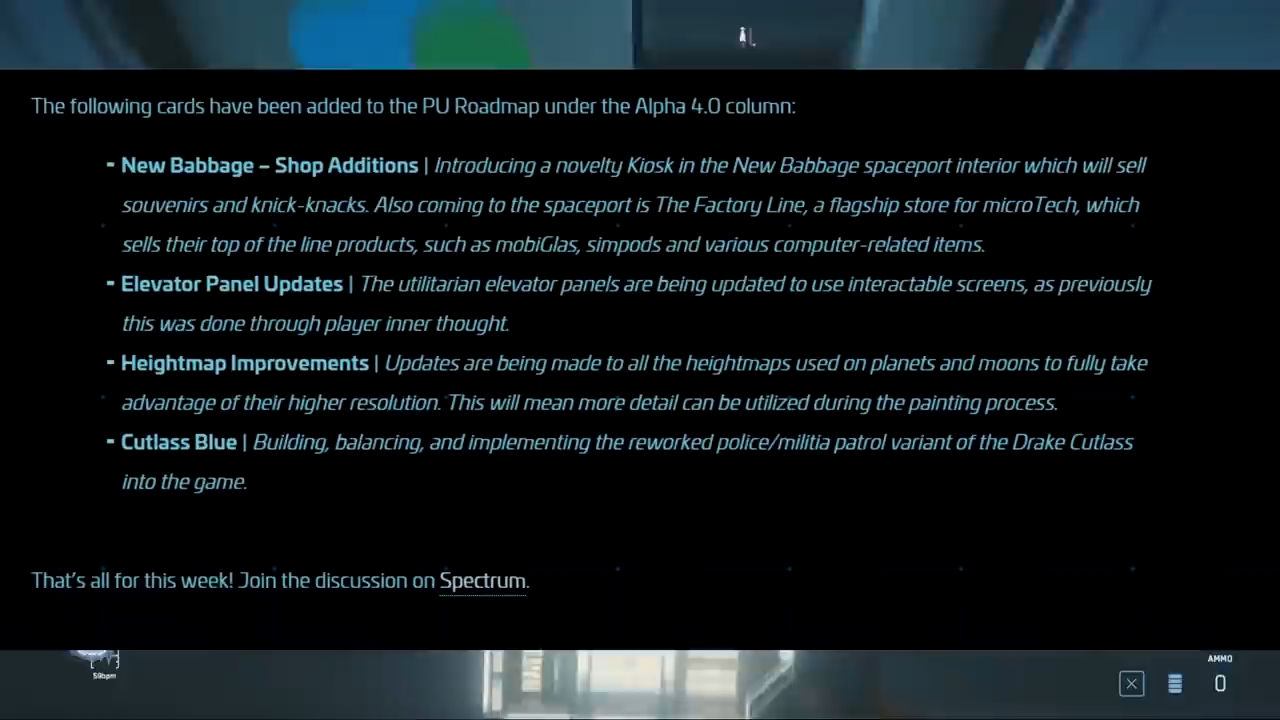 The following cards have been added to the PU Roadmap under the Alpha 4.0 column:
- New Babbage – Shop Additions | Introducing a novelty Kiosk in the New Babbage spaceport interior which will sell
souvenirs and knick-knacks. Also coming to the spaceport is The Factory Line, a flagship store for microTech, which
sells their top of the line products, such as mobiGlas, simpods and various computer-related items.
- Elevator Panel Updates | The utilitarian elevator panels are being updated to use interactable screens, as previously
this was done through player inner thought.
- Heightmap Improvements | Updates are being made to all the heightmaps used on planets and moons to fully take
advantage of their higher resolution. This will mean more detail can be utilized during the painting process.
- Cutlass Blue | Building, balancing, and implementing the reworked police/militia patrol variant of the Drake Cutlass
into the game.
That's all for this week! Join the discussion on Spectrum.
59bpm
AMMO
0